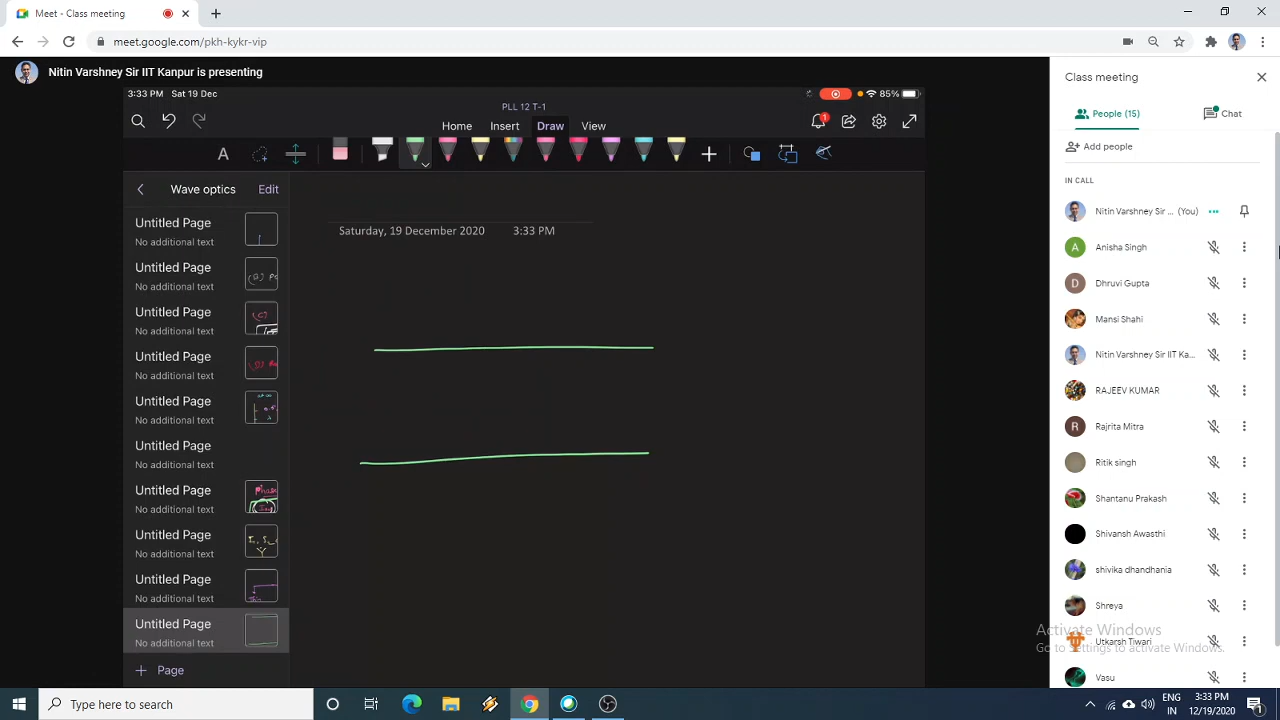 Meet - Class meeting
meet.google.com/pkh-kykr-vip
Nitin Varshney Sir IIT Kanpur is presenting
3:33 PM Sat 19 Dec
85%
PLL 12 T-1
1
Home Insert Draw View
A
Wave optics Edit
Untitled Page
No additional text
Untitled Page
No additional text
Untitled Page
No additional text
Untitled Page
No additional text
Untitled Page
No additional text
Untitled Page
No additional text
Untitled Page
No additional text
Untitled Page
No additional text
Untitled Page
No additional text
Untitled Page
No additional text
+ Page
Saturday, 19 December 2020 3:33 PM
Class meeting
People (15) Chat
Add people
IN CALL
Nitin Varshney Sir ... (You)
A Anisha Singh
D Dhruvi Gupta
Mansi Shahi
Nitin Varshney Sir IIT Ka...
RAJEEV KUMAR
R Rajrita Mitra
Ritik singh
Shantanu Prakash
Shivansh Awasthi
shivika dhandhania
Shreya
Activate Windows
Utkarsh Tiwari
Go to Settings to activate Windows.
Vasu
Type here to search
ENG
IN
3:33 PM
12/19/2020
1